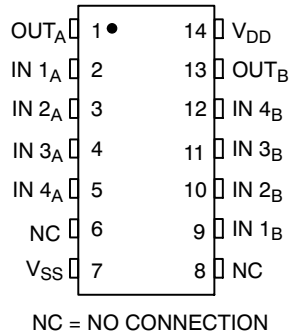 OUTA 1 14 VDD
IN 1A 2 13 OUTB
IN 2A 3 12 IN 4B
IN 3A 4 11 IN 3B
IN 4A 5 10 IN 2B
NC 6 9 IN 1B
VSS 7 8 NC
NC = NO CONNECTION